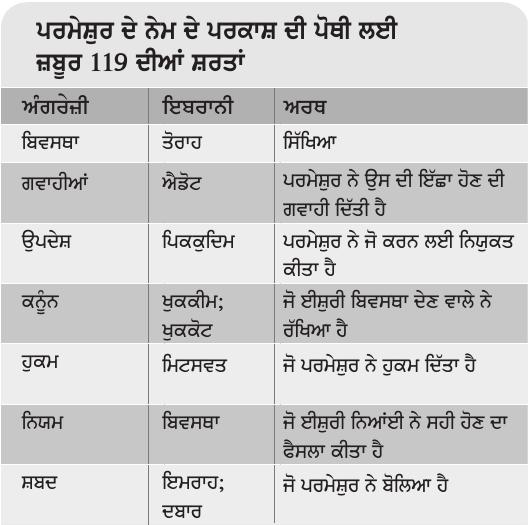 ਪਰਮੇਸ਼ੁਰ ਦੇ ਨੇਮ ਦੇ ਪਰਕਾਸ਼ ਦੀ ਪੋਥੀ ਲਈ
ਜ਼ਬੂਰ 119 ਦੀਆਂ ਸ਼ਰਤਾਂ
ਅੰਗਰੇਜ਼ੀ ਇਬਰਾਨੀ ਅਰਥ
ਬਿਵਸਥਾ ਤੋਰਾਹ ਸਿੱਖਿਆ
ਗਵਾਹੀਆਂ ਐਡੋਟ ਪਰਮੇਸ਼ੁਰ ਨੇ ਉਸ ਦੀ ਇੱਛਾ ਹੋਣ ਦੀ
ਗਵਾਹੀ ਦਿੱਤੀ ਹੈ
ਉਪਦੇਸ਼ ਪਿਕਕੁਦਿਮ ਪਰਮੇਸ਼ੁਰ ਨੇ ਜੋ ਕਰਨ ਲਈ ਨਿਯੁਕਤ
ਕੀਤਾ ਹੈ
ਕਨੂੰਨ ਖੁਕਕੀਮ; ਜੋ ਈਸ਼ੁਰੀ ਬਿਵਸਥਾ ਦੇਣ ਵਾਲੇ ਨੇ
ਖੁਕਕੋਟ ਰੱਖਿਆ ਹੈ
ਹੁਕਮ ਮਿਟਸਵਤ ਜੋ ਪਰਮੇਸ਼ੁਰ ਨੇ ਹੁਕਮ ਦਿੱਤਾ ਹੈ
ਨਿਯਮ ਬਿਵਸਥਾ ਜੋ ਈਸ਼ੁਰੀ ਨਿਆਂਈ ਨੇ ਸਹੀ ਹੋਣ ਦਾ
ਫੈਸਲਾ ਕੀਤਾ ਹੈ
ਸ਼ਬਦ ਇਮਰਾਹ; ਜੋ ਪਰਮੇਸ਼ੁਰ ਨੇ ਬੋਲਿਆ ਹੈ
ਦਬਾਰ